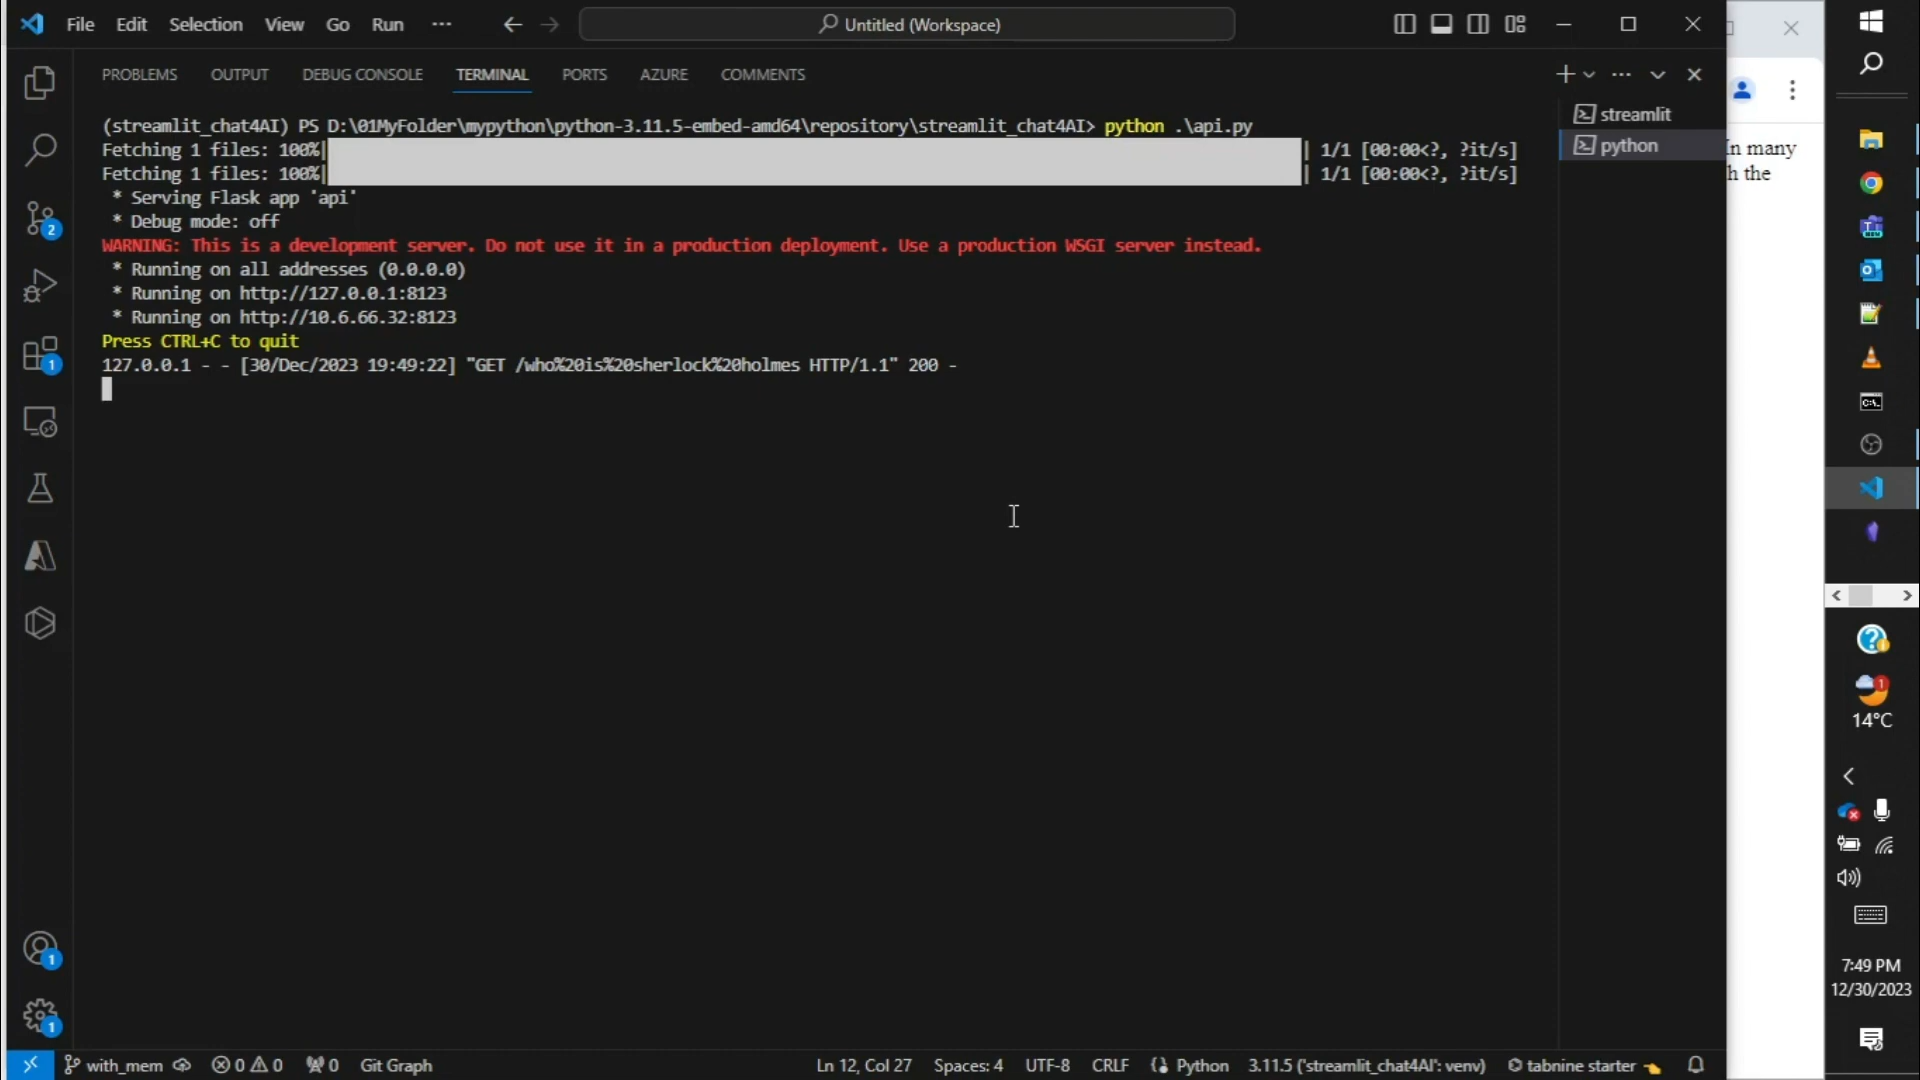 File Edit Selection View Go Run ··· Untitled (Workspace)
PROBLEMS OUTPUT DEBUG CONSOLE TERMINAL PORTS AZURE COMMENTS
(streamlit_chat4AI) PS D:\01MyFolder\mypython\python-3.11.5-embed-amd64\repository\streamlit_chat4AI> python .\api.py
Fetching 1 files: 100%| | 1/1 [00:00<?, ?it/s]
Fetching 1 files: 100%| | 1/1 [00:00<?, ?it/s]
* Serving Flask app 'api'
* Debug mode: off
WARNING: This is a development server. Do not use it in a production deployment. Use a production WSGI server instead.
* Running on all addresses (0.0.0.0)
* Running on http://127.0.0.1:8123
* Running on http://10.6.66.32:8123
Press CTRL+C to quit
127.0.0.1 - - [30/Dec/2023 19:49:22] "GET /who%20is%20sherlock%20holmes HTTP/1.1" 200 -
streamlit
python
In many
h the
2
1
1
1
with_mem 0 0 0 Git Graph Ln 12, Col 27 Spaces: 4 UTF-8 CRLF Python 3.11.5 ('streamlit_chat4AI': venv) tabnine starter
1
14°C
7:49 PM
12/30/2023